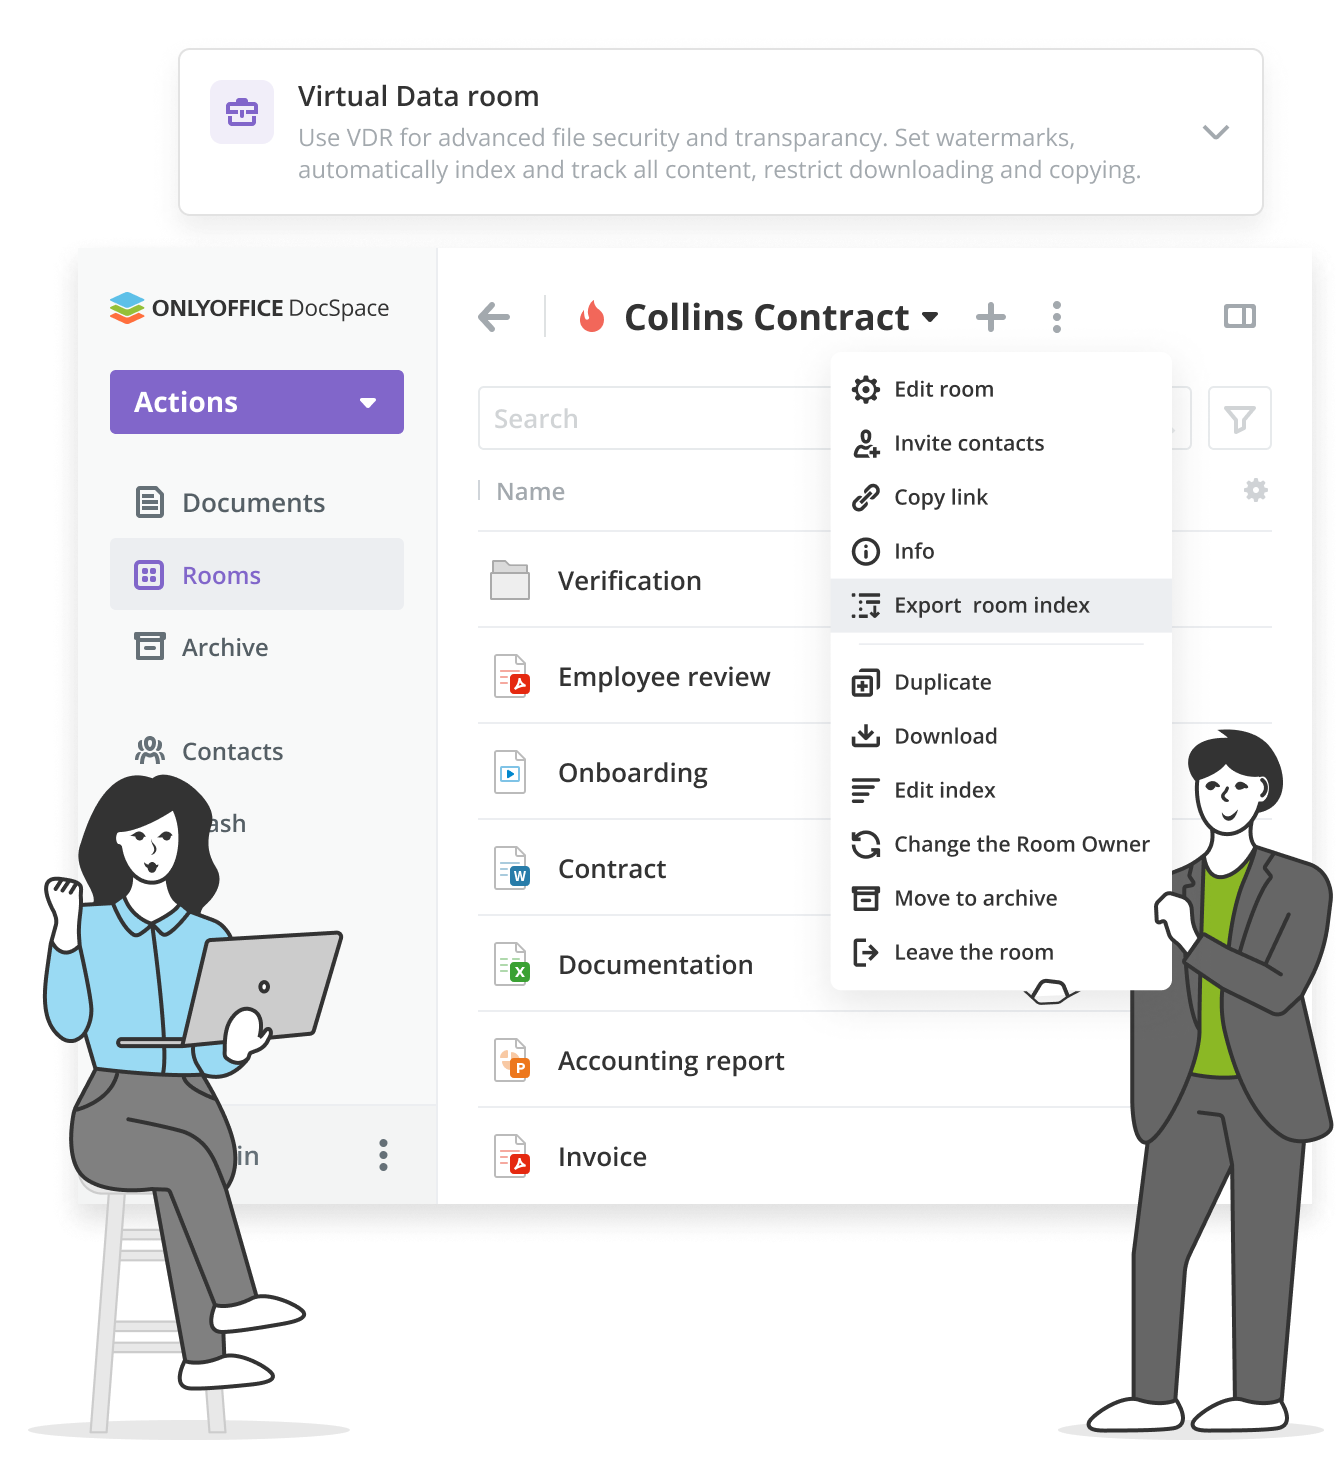 Virtual Data room
Use VDR for advanced file security and transparancy. Set watermarks,
automatically index and track all content, restrict downloading and copying.
ONLYOFFICE DocSpace
Actions
Documents
Rooms
Archive
Contacts
Collins Contract
Search
Name
Verification
Employee review
Onboarding
Contract
Documentation
Accounting report
Invoice
W
X
P
Edit room
Invite contacts
Copy link
Info
Export room index
Duplicate
Download
Edit index
Change the Room Owner
Move to archive
Leave the room